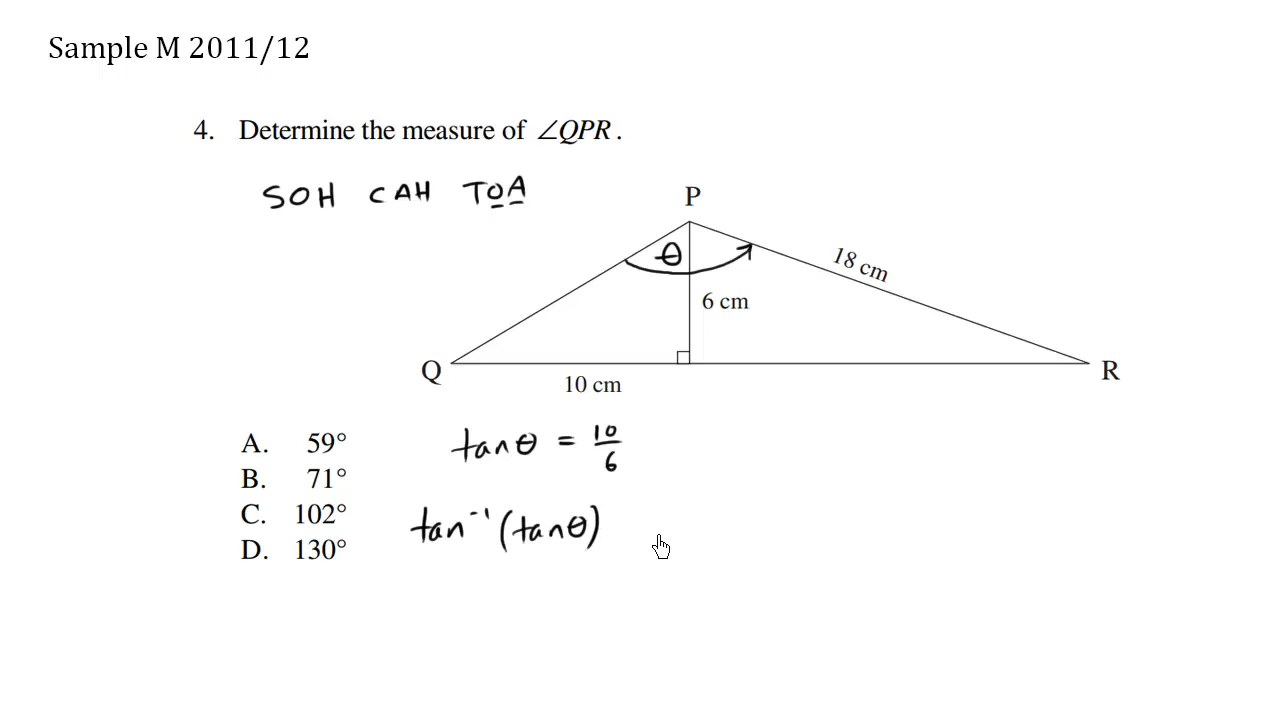 Sample M 2011/12
4. Determine the measure of ∠QPR.
SOH CAH TOA
P
θ
18 cm
6 cm
Q
R
10 cm
A. 59°
B. 71°
C. 102°
D. 130°
tanθ = 10/6
tan⁻¹(tanθ)